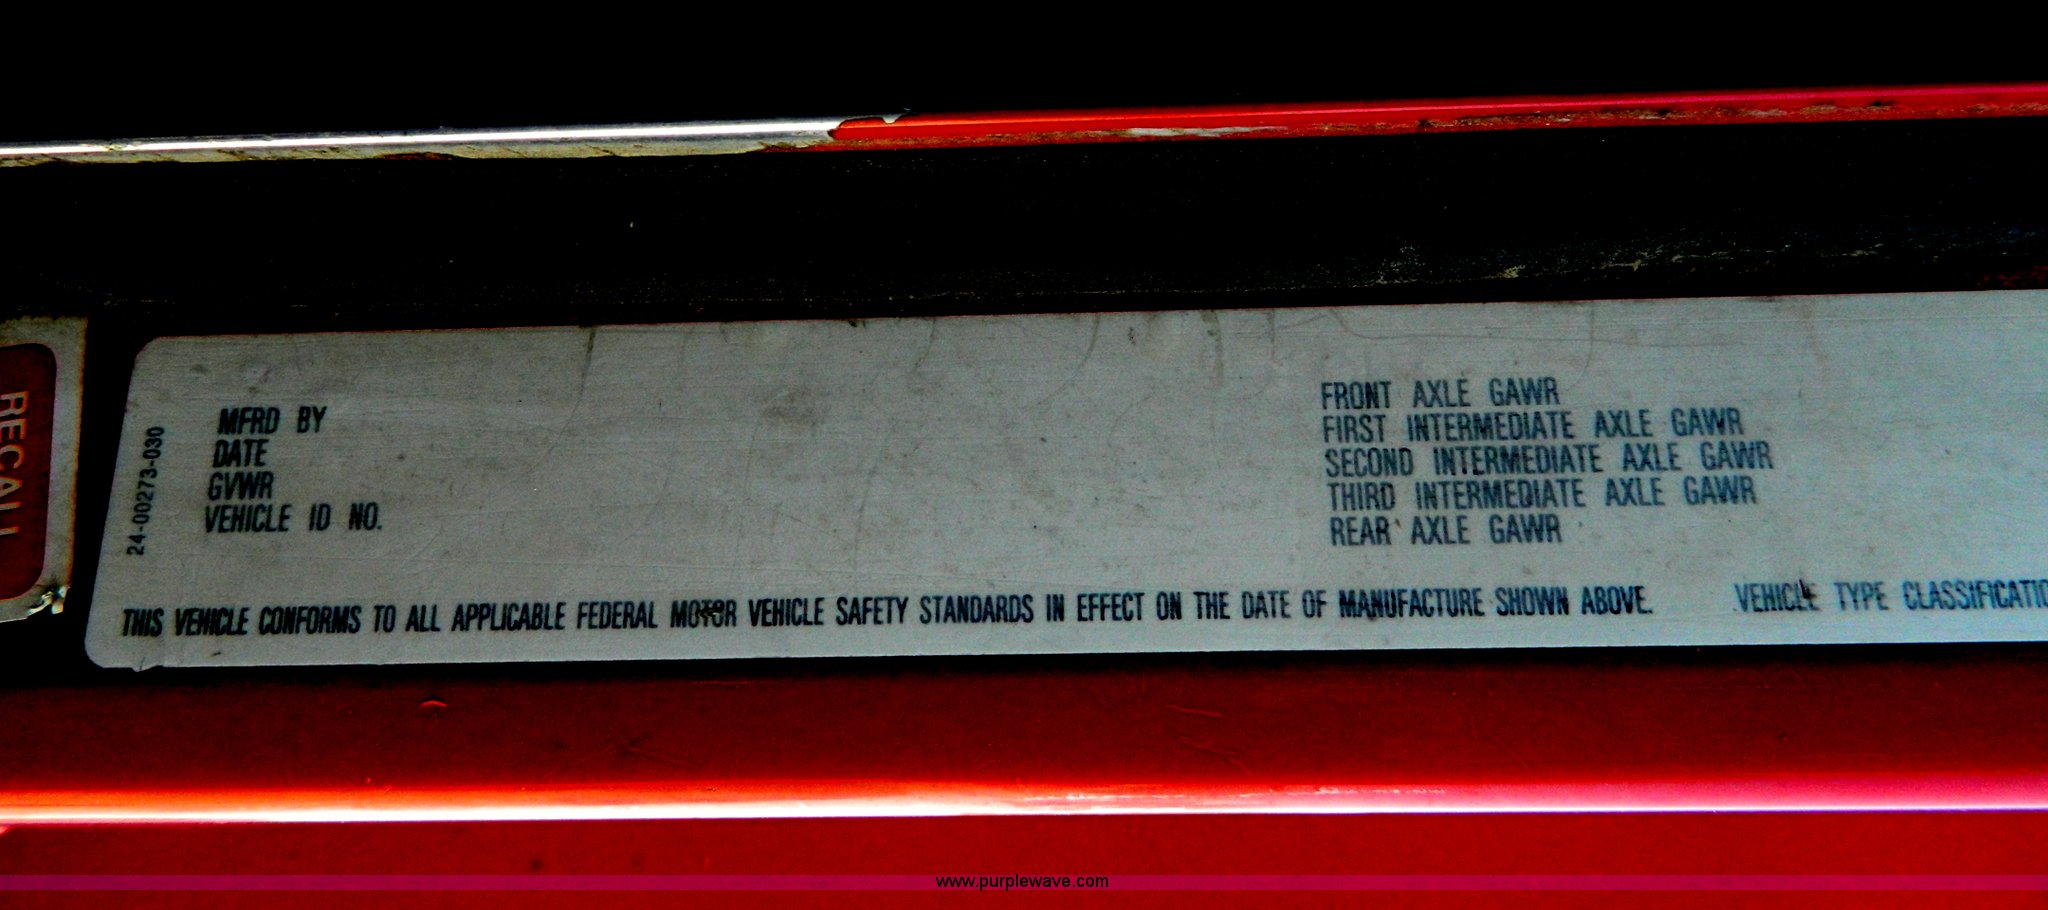 RECALL
24-00273-030
MFRD BY
DATE
GVWR
VEHICLE ID NO.
FRONT AXLE GAWR
FIRST INTERMEDIATE AXLE GAWR
SECOND INTERMEDIATE AXLE GAWR
THIRD INTERMEDIATE AXLE GAWR
REAR AXLE GAWR
THIS VEHICLE CONFORMS TO ALL APPLICABLE FEDERAL MOTOR VEHICLE SAFETY STANDARDS IN EFFECT ON THE DATE OF MANUFACTURE SHOWN ABOVE. VEHICLE TYPE CLASSIFICATIO
www.purplewave.com